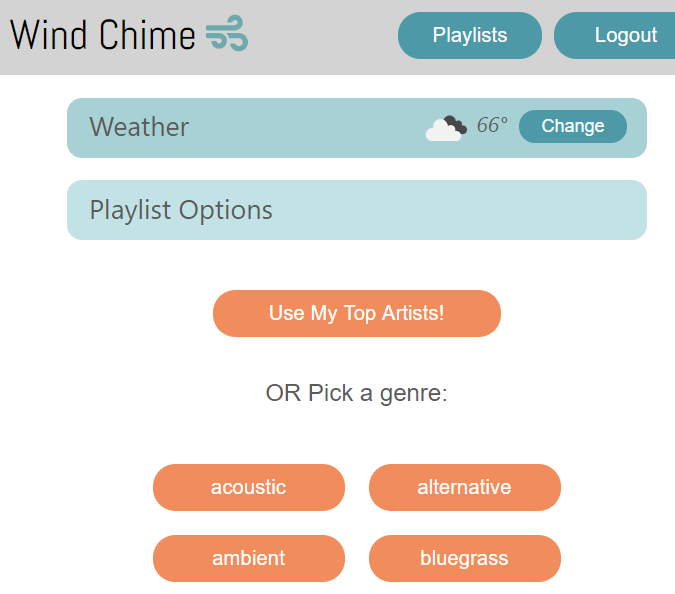 Wind Chime
Playlists
Logout
Weather
66°
Change
Playlist Options
Use My Top Artists!
OR Pick a genre:
acoustic
alternative
ambient
bluegrass